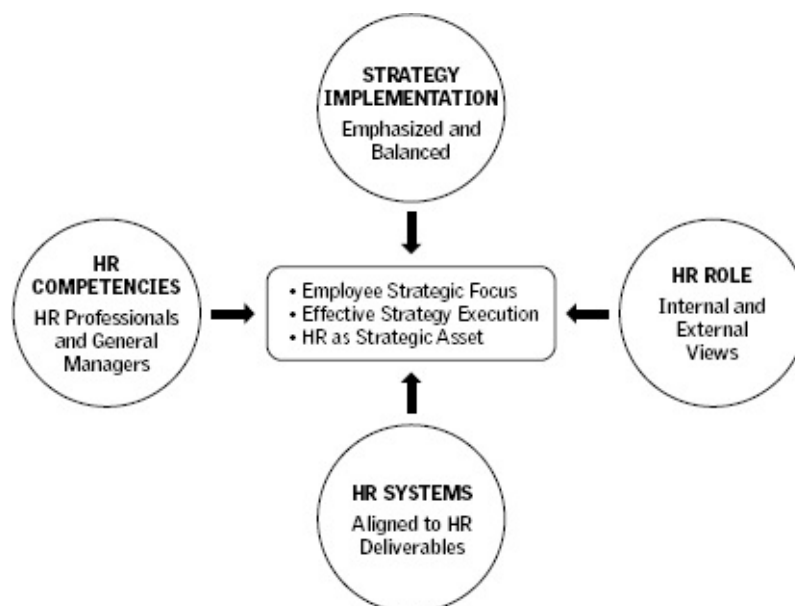 STRATEGY
IMPLEMENTATION
Emphasized and
Balanced
HR
COMPETENCIES
HR Professionals
and General
Managers
• Employee Strategic Focus
• Effective Strategy Execution
• HR as Strategic Asset
HR ROLE
Internal and
External
Views
HR SYSTEMS
Aligned to HR
Deliverables